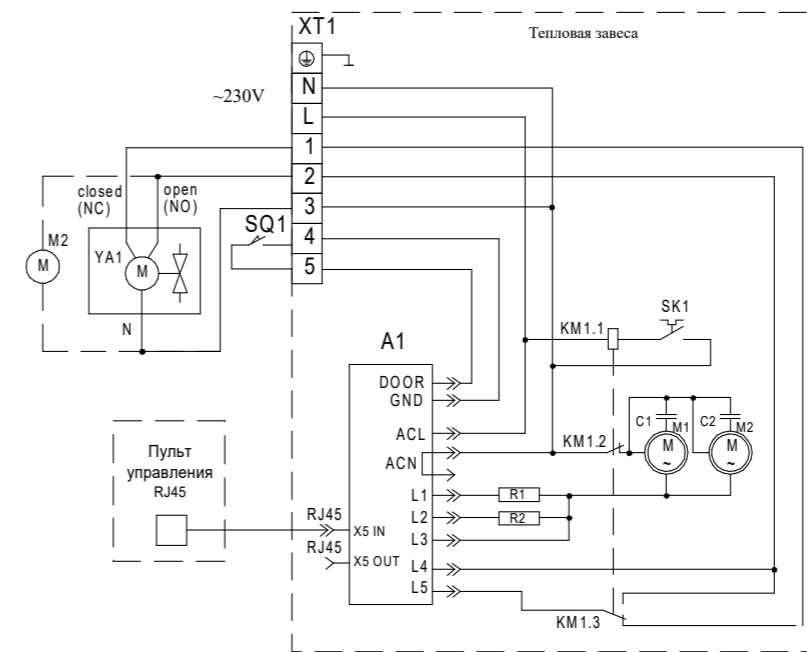 XT1
Тепловая завеса
~230V
N
L
1
2
3
4
5
closed
(NC)
open
(NO)
SQ1
M2
M
YA1
M
N
A1
DOOR
GND
ACL
ACN
L1
L2
L3
L4
L5
X5 IN
X5 OUT
RJ45
RJ45
Пульт
управления
RJ45
KM1.1
SK1
KM1.2
C1
M1
M
~
C2
M2
M
~
R1
R2
KM1.3